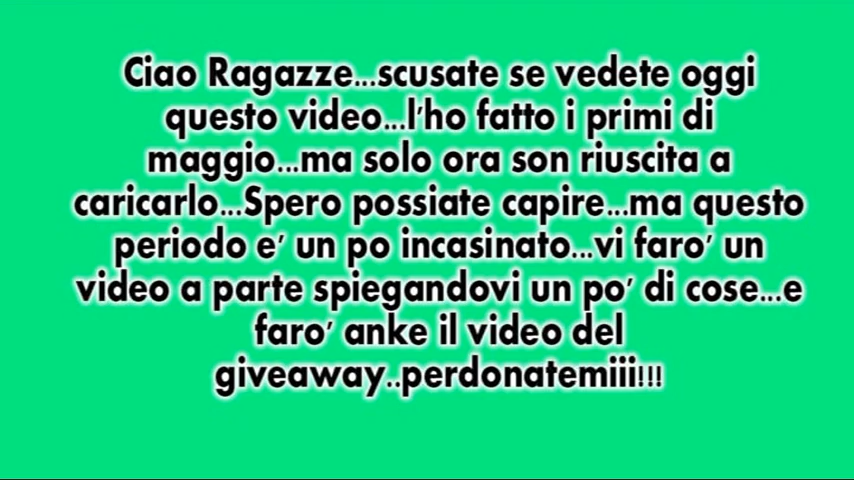 Ciao Ragazze...scusate se vedete oggi
questo video...l'ho fatto i primi di
maggio...ma solo ora son riuscita a
caricarlo...Spero possiate capire...ma questo
periodo e' un po incasinato...vi faro' un
video a parte spiegandovi un po' di cose...e
faro' anke il video del
giveaway..perdonatemiii!!!